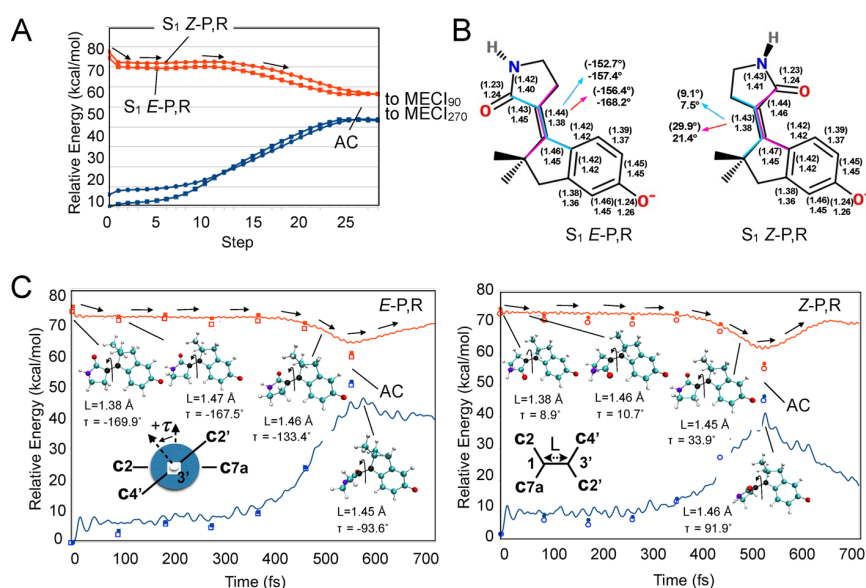 A
Relative Energy (kcal/mol)
80
70
60
50
40
30
20
10
S₁ Z-P,R
S₁ E-P,R
to MECI₉₀
to MECI₂₇₀
AC
0 5 10 15 20 25
Step
B
H
N
O
(1.23)
1.24
(1.42)
1.40
(1.43)
1.45
(1.44)
1.38
(-152.7°)
-157.4°
(-156.4°)
-168.2°
(1.42)
1.42
(1.39)
1.37
(1.46)
1.45
(1.42)
1.42
(1.45)
1.45
(1.38)
1.36
(1.46)
1.45
(1.24)
1.26
O⁻
S₁ E-P,R
H
N
O
(1.43)
1.41
(1.23)
1.24
(9.1°)
7.5°
(1.43)
1.38
(1.44)
1.46
(29.9°)
21.4°
(1.42)
1.42
(1.39)
1.37
(1.47)
1.45
(1.42)
1.42
(1.45)
1.45
(1.38)
1.36
(1.46)
1.45
(1.24)
1.26
O⁻
S₁ Z-P,R
C
Relative Energy (kcal/mol)
80
70
60
50
40
30
20
10
0
E-P,R
L=1.38 Å
τ = -169.9°
L=1.47 Å
τ = -167.5°
L=1.46 Å
τ = -133.4°
AC
L=1.45 Å
τ = -93.6°
+τ
C2'
C2
C7a
3'
C4'
0 100 200 300 400 500 600 700
Time (fs)
Relative Energy (kcal/mol)
80
70
60
50
40
30
20
10
0
Z-P,R
L=1.38 Å
τ = 8.9°
L=1.46 Å
τ = 10.7°
L=1.45 Å
τ = 33.9°
AC
L=1.46 Å
τ = 91.9°
C2
L
C4'
1
3'
C7a
C2'
0 100 200 300 400 500 600 700
Time (fs)